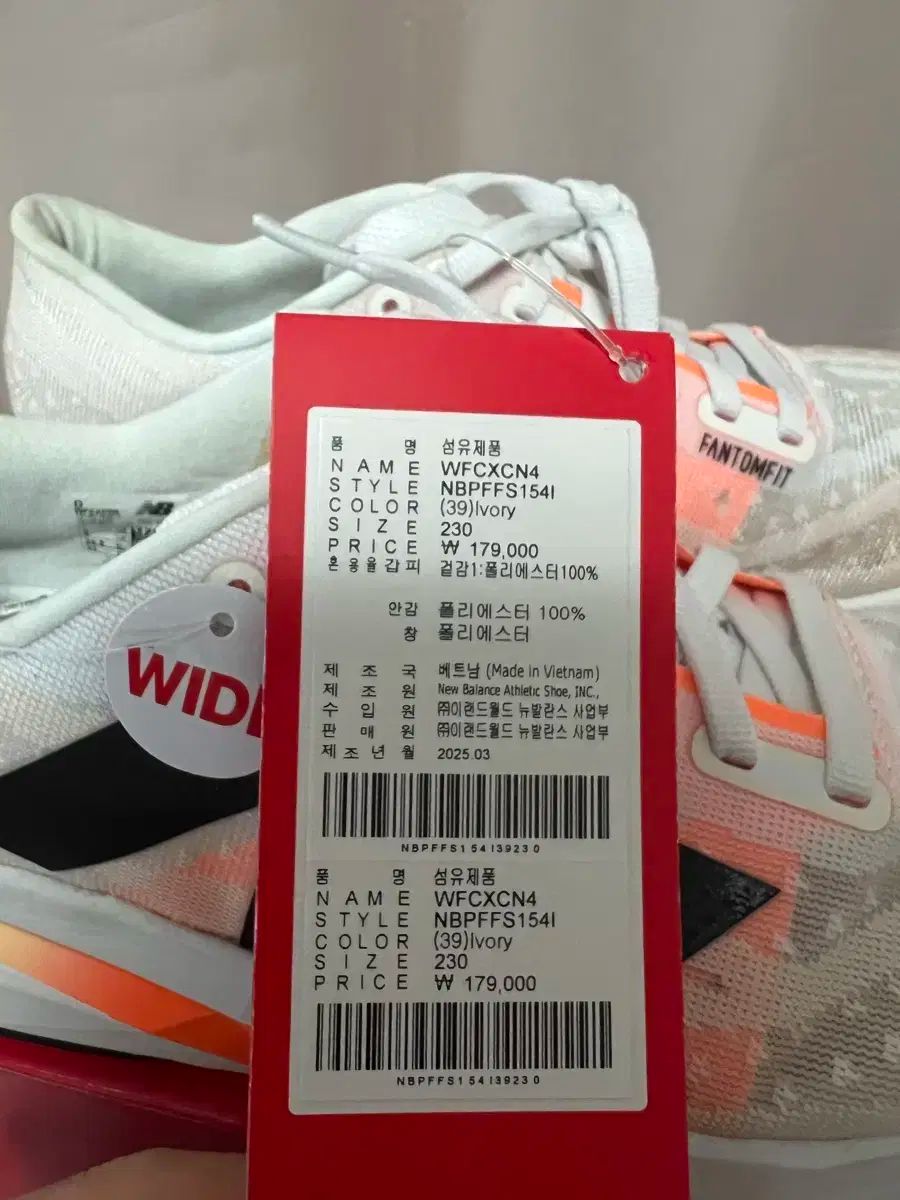 FANTOMFIT
WID
품 명 섬유제품
NAME WFCXCN4
STYLE NBPFFS154I
COLOR (39)Ivory
SIZE 230
PRICE ₩ 179,000
혼용율갑피 겉감1:폴리에스터100%
안감 폴리에스터 100%
창 폴리에스터
제조국 베트남 (Made in Vietnam)
제조원 New Balance Athletic Shoe, INC.,
수입원 ㈜이랜드월드 뉴발란스 사업부
판매원 ㈜이랜드월드 뉴발란스 사업부
제조년월 2025.03
NBPFFS154I39230
품 명 섬유제품
NAME WFCXCN4
STYLE NBPFFS154I
COLOR (39)Ivory
SIZE 230
PRICE ₩ 179,000
NBPFFS154I39230